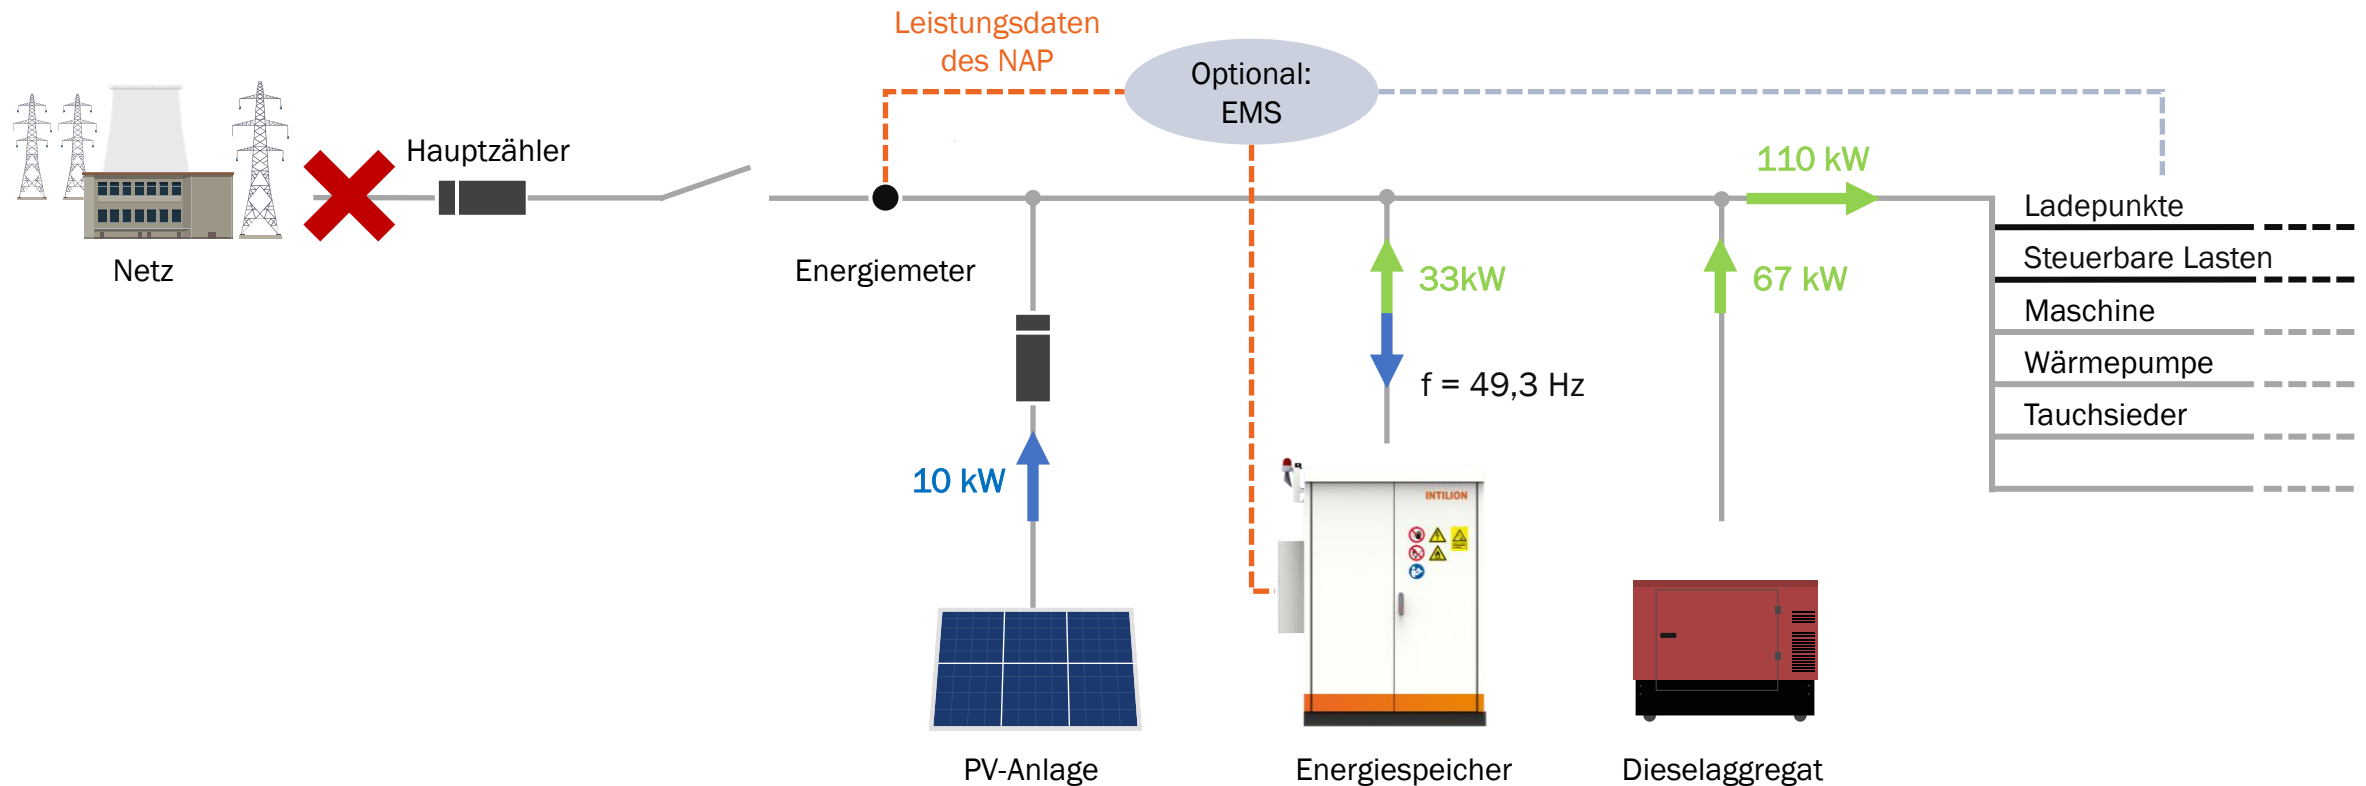 Leistungsdaten
des NAP
Optional:
EMS
Hauptzähler
110 kW
Ladepunkte
Netz
Energiemeter
33kW
67 kW
Steuerbare Lasten
Maschine
f = 49,3 Hz
Wärmepumpe
Tauchsieder
10 kW
INTILION
PV-Anlage
Energiespeicher
Dieselaggregat